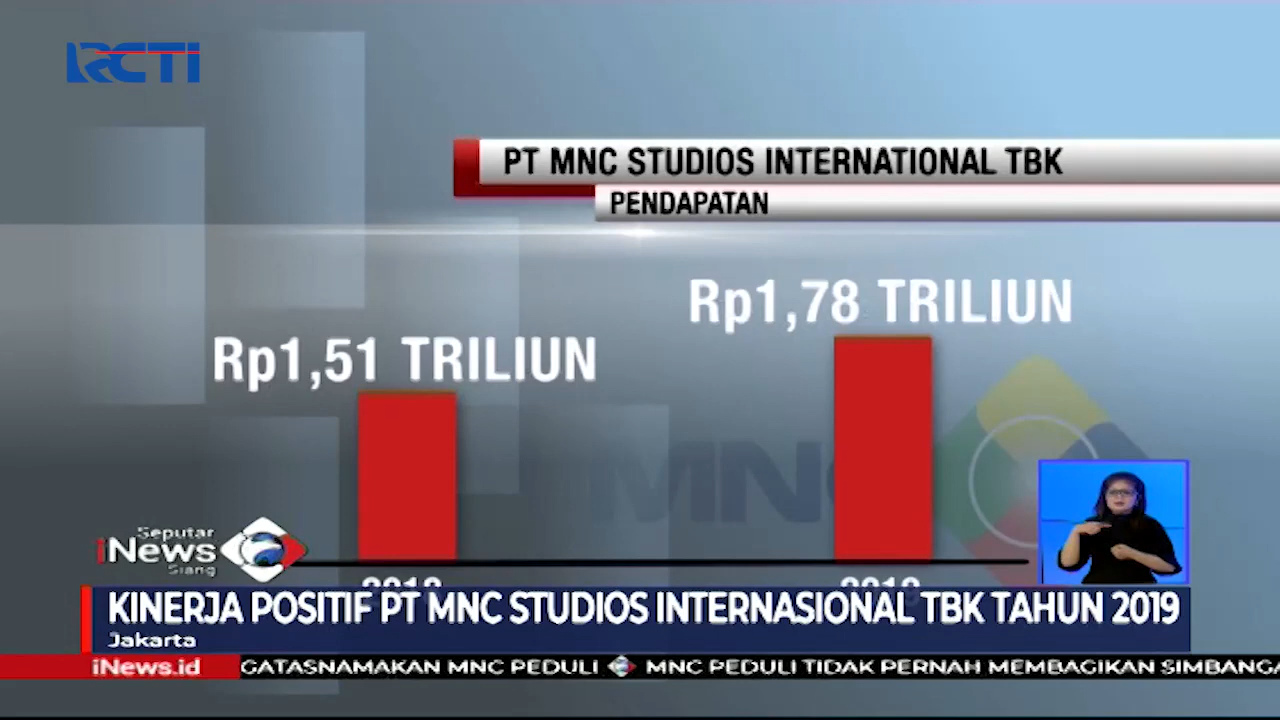 RCTI
PT MNC STUDIOS INTERNATIONAL TBK
PENDAPATAN
Rp1,78 TRILIUN
Rp1,51 TRILIUN
MNC
Seputar
iNews
Siang
KINERJA POSITIF PT MNC STUDIOS INTERNASIONAL TBK TAHUN 2019
Jakarta
iNews.id GATASNAMAKAN MNC PEDULI MNC PEDULI TIDAK PERNAH MEMBAGIKAN SIMBANGA